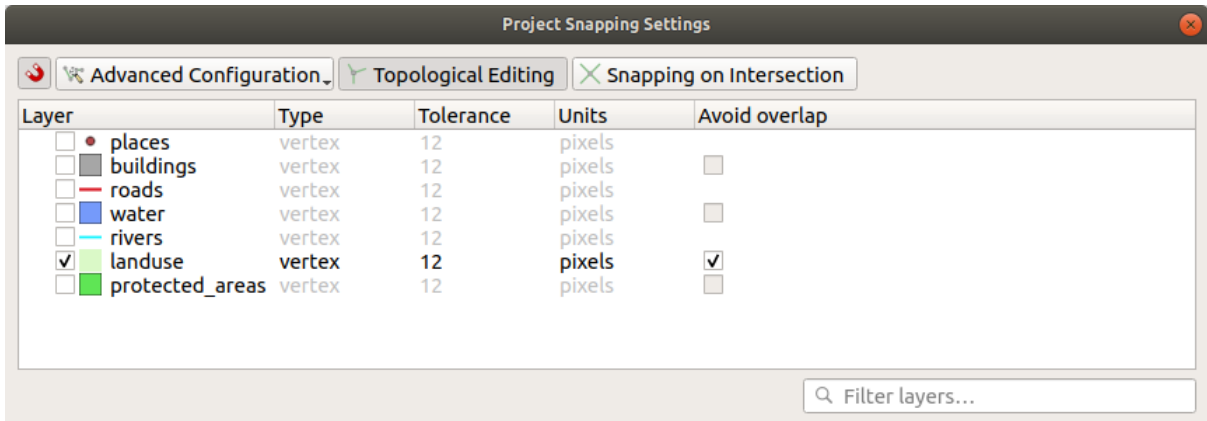 Project Snapping Settings
Advanced Configuration Topological Editing Snapping on Intersection
Layer Type Tolerance Units Avoid overlap
places vertex 12 pixels
buildings vertex 12 pixels
roads vertex 12 pixels
water vertex 12 pixels
rivers vertex 12 pixels
landuse vertex 12 pixels
protected_areas vertex 12 pixels
Filter layers...